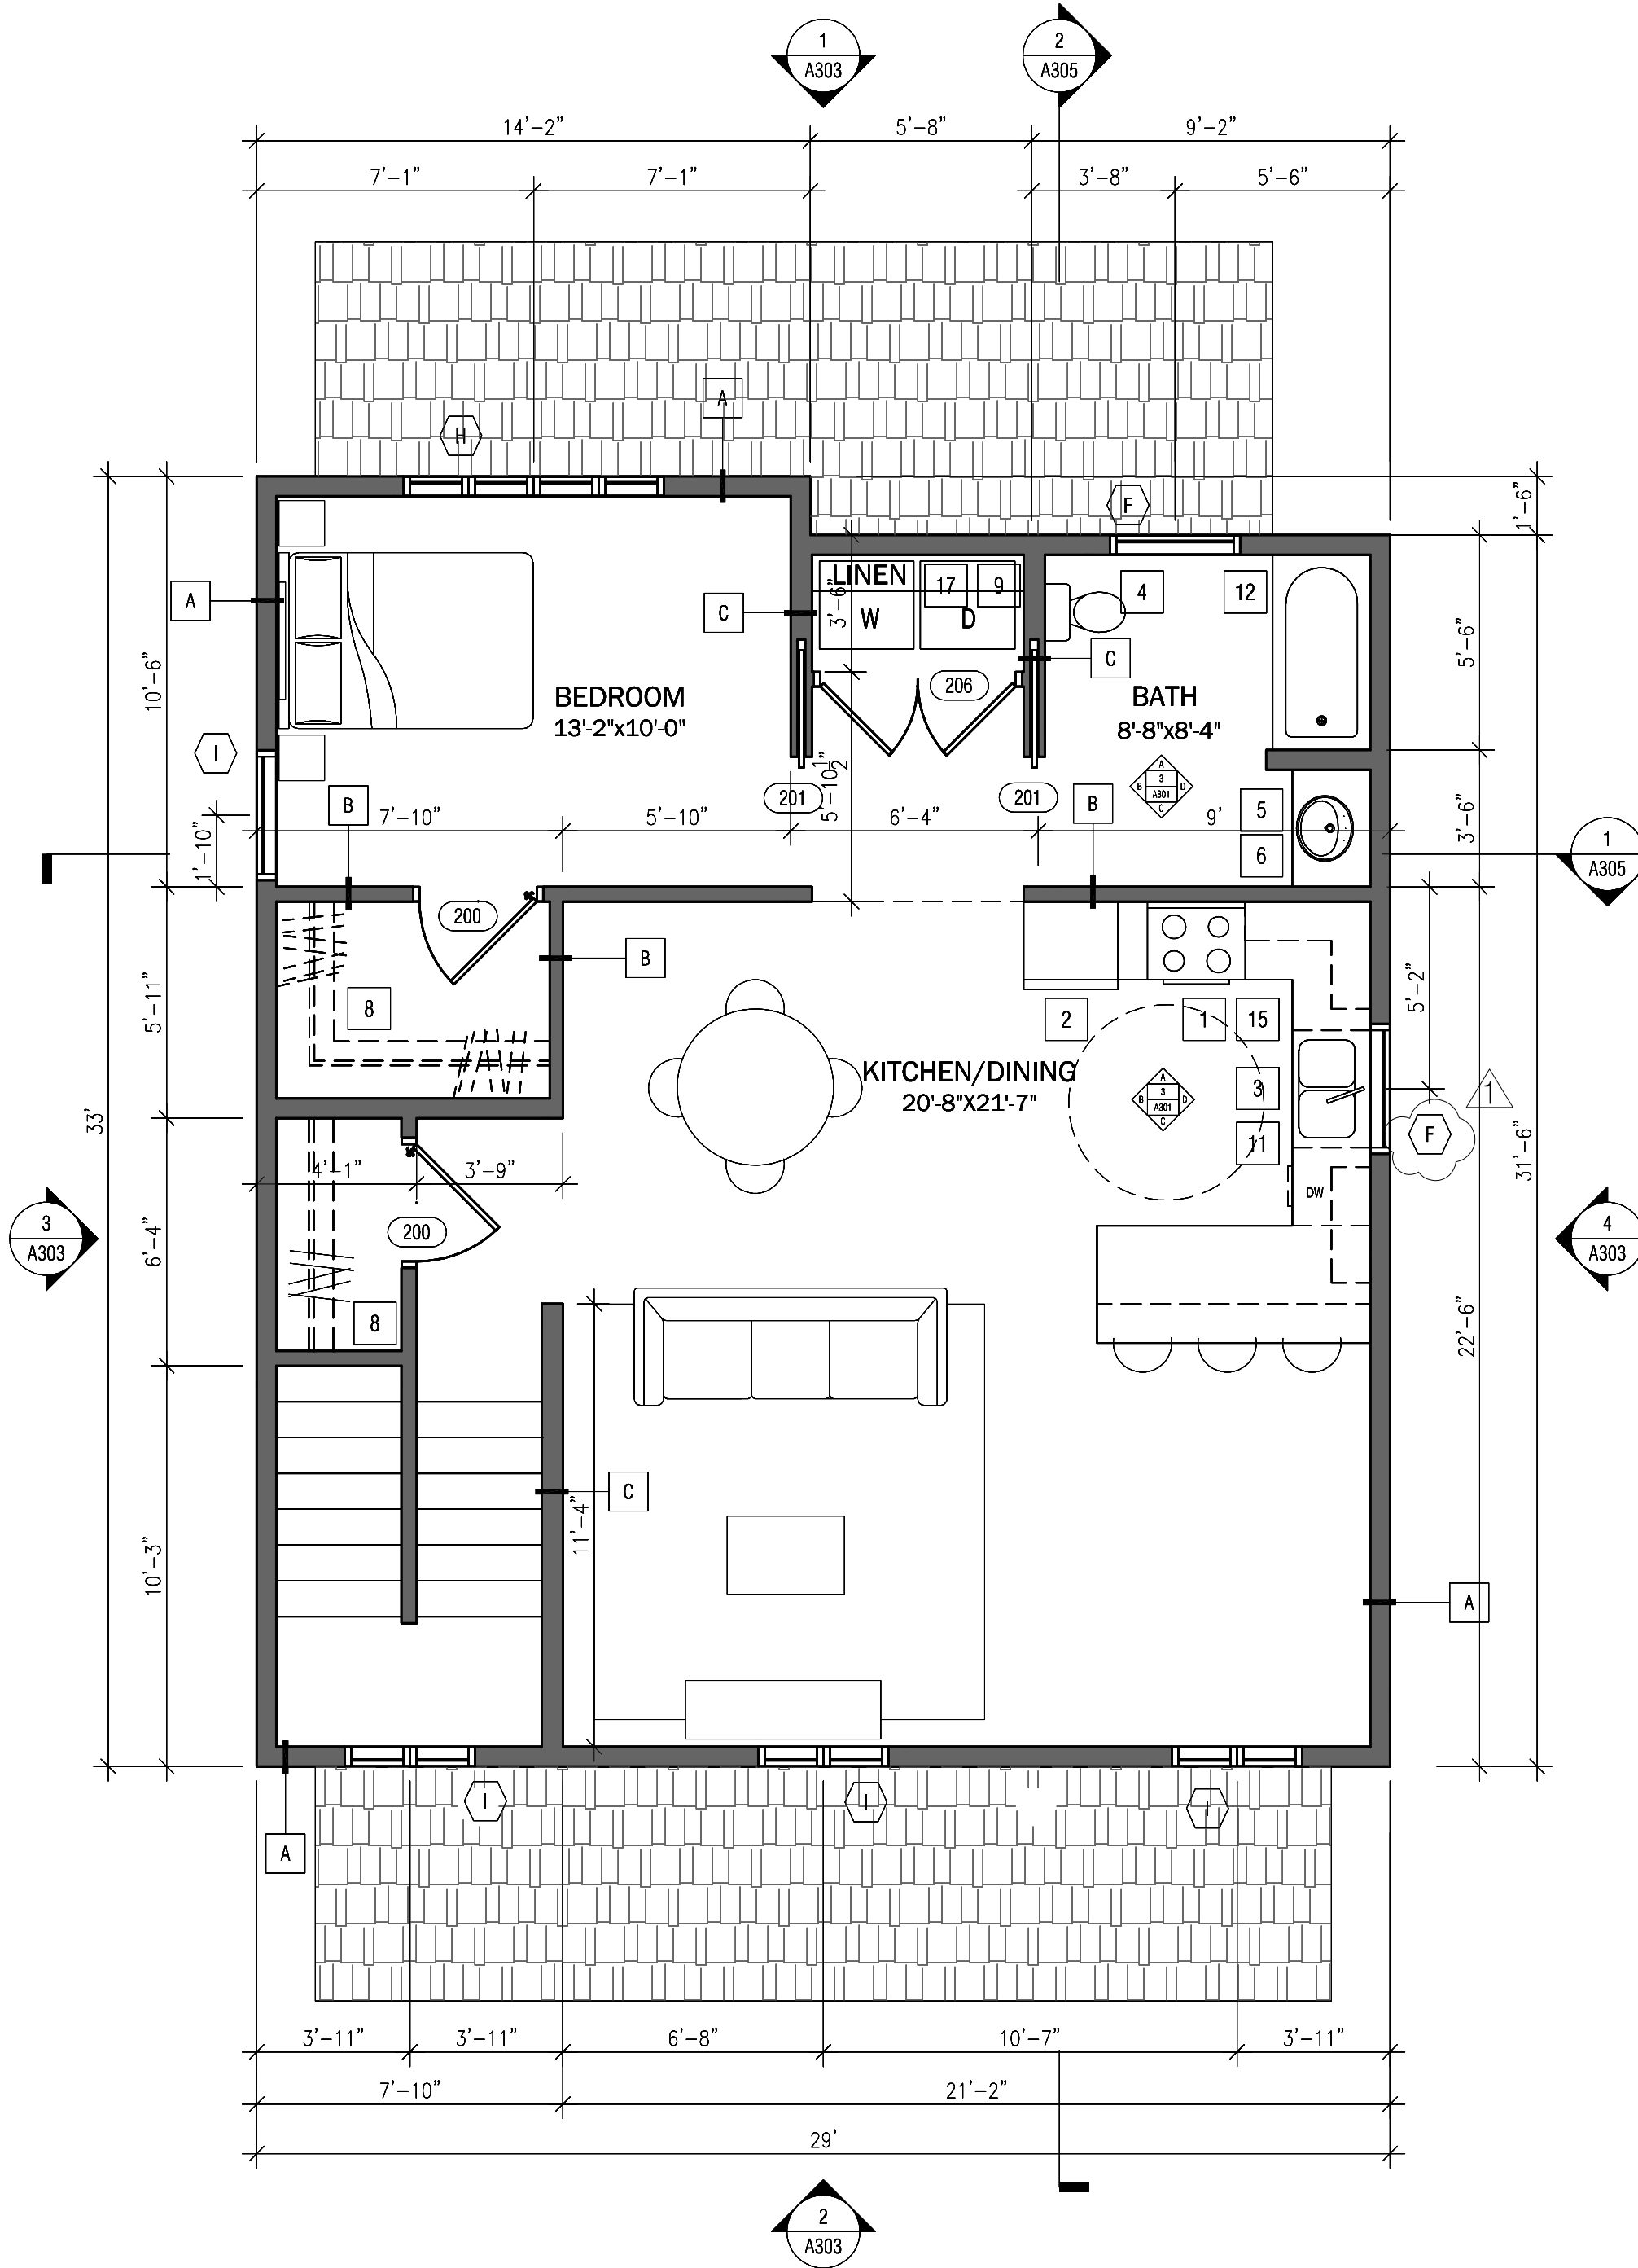 1
A303
2
A305
14'-2"
5'-8"
9'-2"
7'-1"
7'-1"
3'-8"
5'-6"
A
H
F
1'-6"
LINEN
17
9
4
12
A
C
3'-6"
W
D
C
5'-6"
10'-6"
206
BEDROOM
13'-2"x10'-0"
BATH
8'-8"x8'-4"
I
A
B
3
D
A301
C
201
5'-10 1/2"
201
B
B
5
7'-10"
5'-10"
6'-4"
9'
3'-6"
1'-10"
6
1
A305
200
B
8
5'-11"
2
1
15
5'-2"
KITCHEN/DINING
20'-8"X21'-7"
A
B
3
D
A301
C
3
1
11
F
33'
31'-6"
4'-1"
3'-9"
DW
3
A303
200
6'-4"
4
A303
8
22'-6"
C
11'-4"
10'-3"
A
I
I
I
A
3'-11"
3'-11"
6'-8"
10'-7"
3'-11"
7'-10"
21'-2"
29'
2
A303